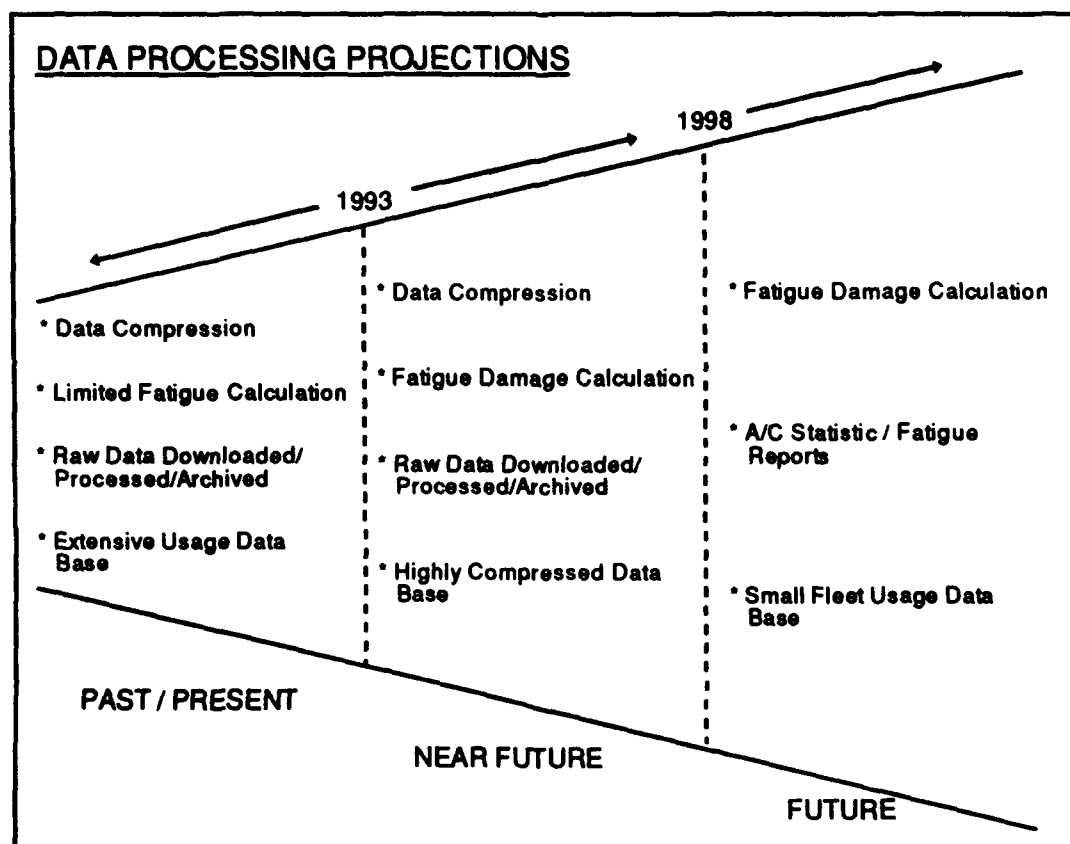 DATA PROCESSING PROJECTIONS
1998
1993
* Data Compression
* Limited Fatigue Calculation
* Raw Data Downloaded/
Processed/Archived
* Extensive Usage Data
Base
PAST / PRESENT
* Data Compression
* Fatigue Damage Calculation
* Raw Data Downloaded/
Processed/Archived
* Highly Compressed Data
Base
NEAR FUTURE
* Fatigue Damage Calculation
* A/C Statistic / Fatigue
Reports
* Small Fleet Usage Data
Base
FUTURE